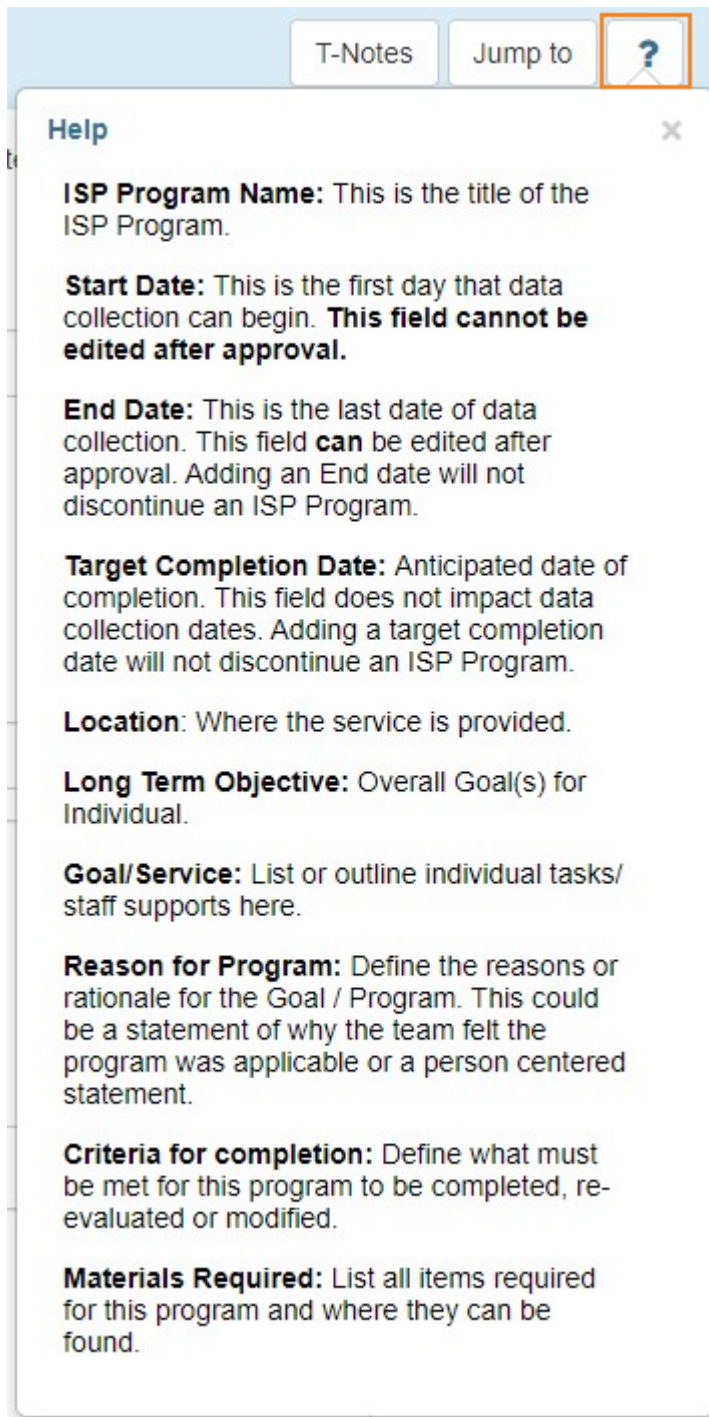 T-Notes Jump to ?
Help ×
ISP Program Name: This is the title of the
ISP Program.
Start Date: This is the first day that data
collection can begin. This field cannot be
edited after approval.
End Date: This is the last date of data
collection. This field can be edited after
approval. Adding an End date will not
discontinue an ISP Program.
Target Completion Date: Anticipated date of
completion. This field does not impact data
collection dates. Adding a target completion
date will not discontinue an ISP Program.
Location: Where the service is provided.
Long Term Objective: Overall Goal(s) for
Individual.
Goal/Service: List or outline individual tasks/
staff supports here.
Reason for Program: Define the reasons or
rationale for the Goal / Program. This could
be a statement of why the team felt the
program was applicable or a person centered
statement.
Criteria for completion: Define what must
be met for this program to be completed, re-
evaluated or modified.
Materials Required: List all items required
for this program and where they can be
found.